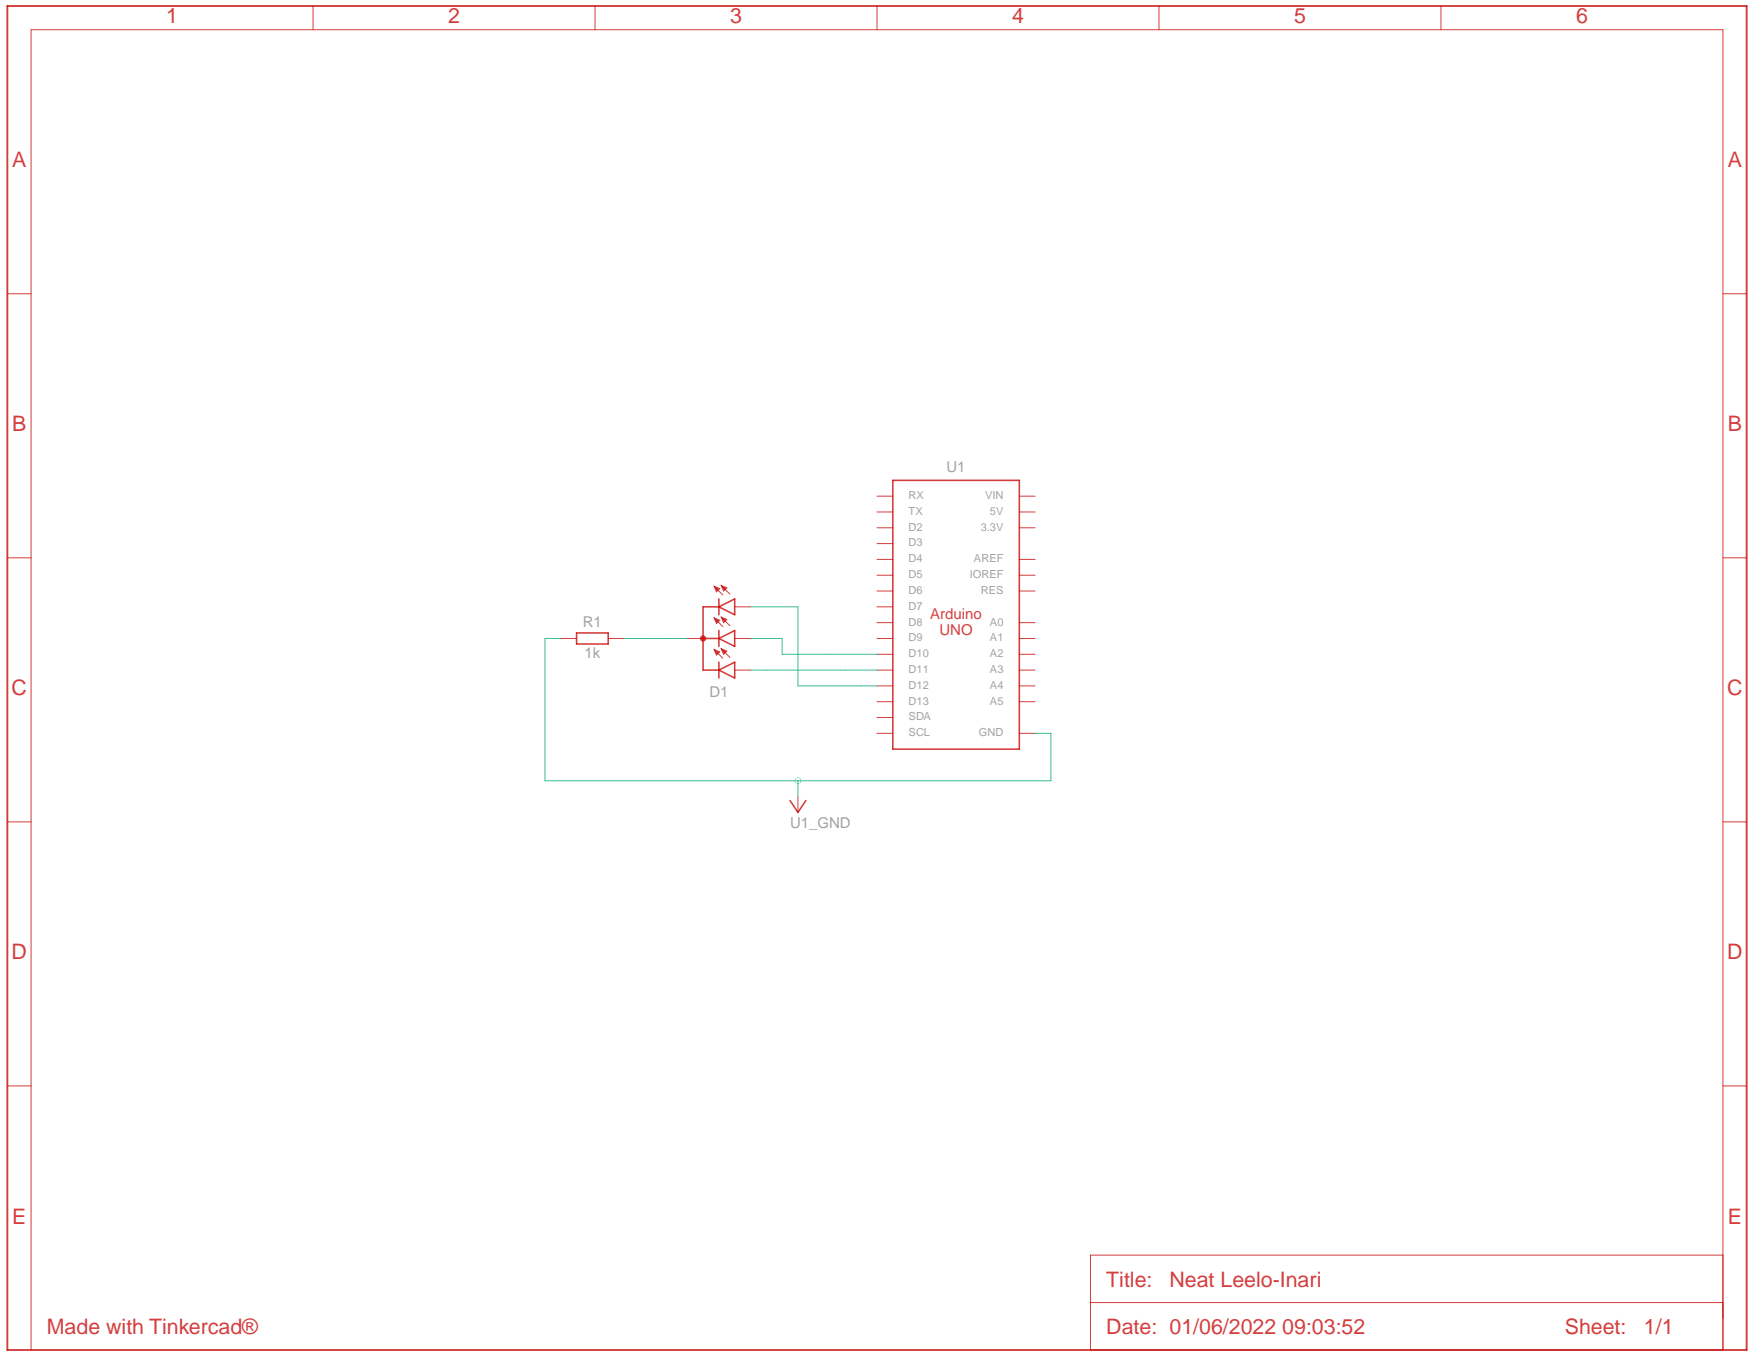 1 2 3 4 5 6
A A
B B
U1
RX VIN
TX 5V
D2 3.3V
D3
D4 AREF
D5 IOREF
D6 RES
D7
Arduino
D8 A0
UNO
D9 A1
D10 A2
D11 A3
D12 A4
D13 A5
SDA
SCL GND
R1
1k
D1
C C
U1_GND
D D
E E
Title: Neat Leelo-Inari
Made with Tinkercad®
Date: 01/06/2022 09:03:52 Sheet: 1/1